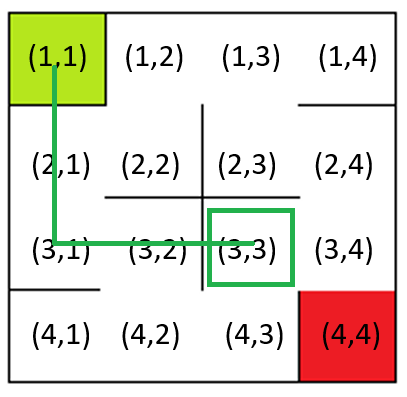 (1,1) (1,2) (1,3) (1,4)
(2,1) (2,2) (2,3) (2,4)
(3,1) (3,2) (3,3) (3,4)
(4,1) (4,2) (4,3) (4,4)